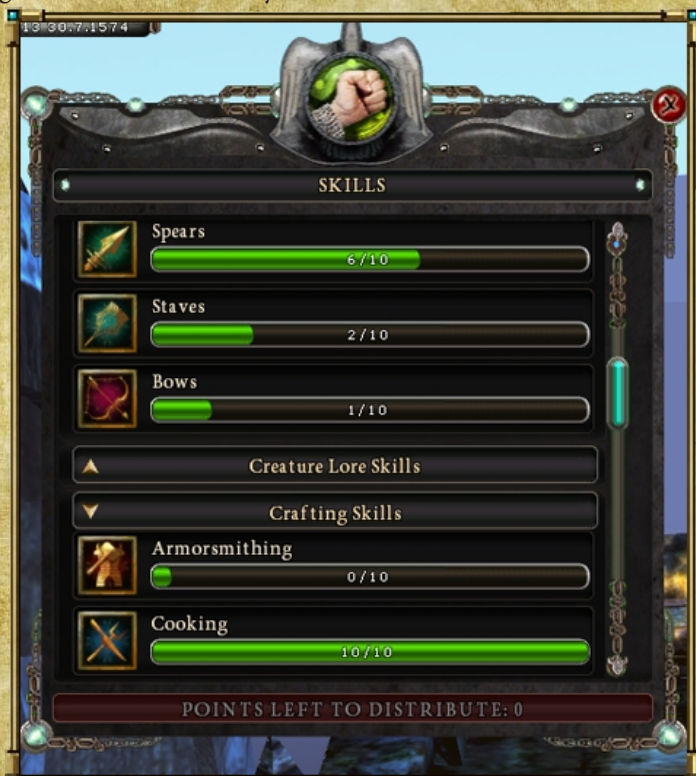 13 30.7.1574
SKILLS
Spears
6/10
Staves
2/10
Bows
1/10
Creature Lore Skills
Crafting Skills
Armorsmithing
0/10
Cooking
10/10
POINTS LEFT TO DISTRIBUTE: 0